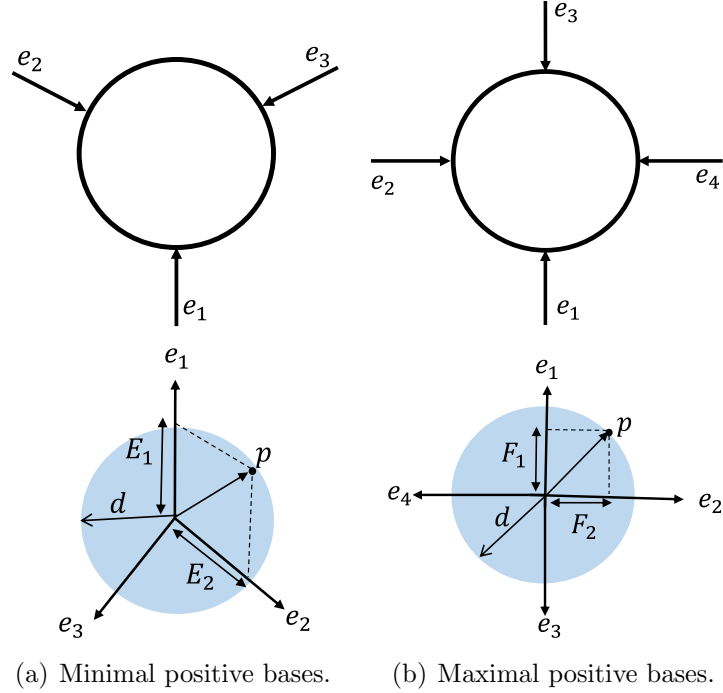 e₃
e₂
e₃
e₂
e₄
e₁
e₁
e₁
e₁
E₁
p
F₁
p
d
e₄
e₂
d
F₂
E₂
e₃
e₂
e₃
(a) Minimal positive bases.
(b) Maximal positive bases.